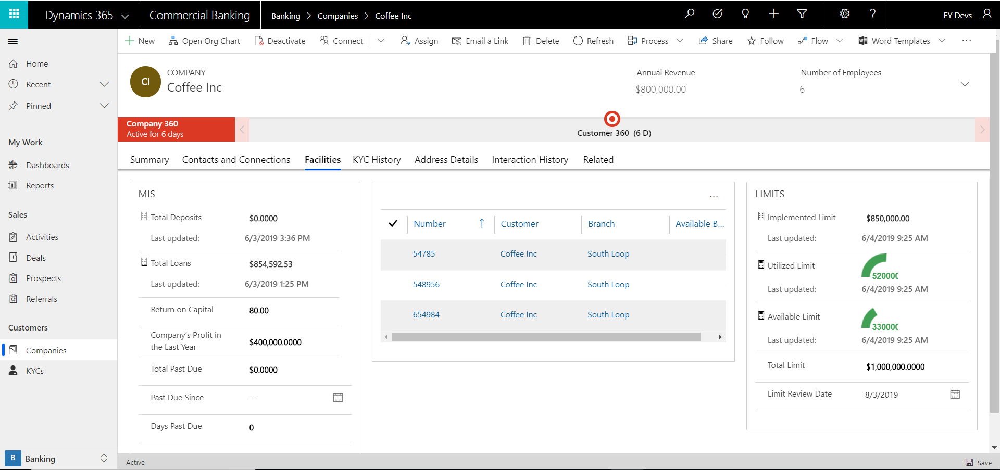 Dynamics 365
Commercial Banking
Banking > Companies > Coffee Inc
EY Devs
New
Open Org Chart
Deactivate
Connect
Assign
Email a Link
Delete
Refresh
Process
Share
Follow
Flow
Word Templates
Home
Recent
Pinned
My Work
Dashboards
Reports
Sales
Activities
Deals
Prospects
Referrals
Customers
Companies
KYCs
B
Banking
CI
COMPANY
Coffee Inc
Annual Revenue
$800,000.00
Number of Employees
6
Company 360
Active for 6 days
Customer 360 (6 D)
Summary
Contacts and Connections
Facilities
KYC History
Address Details
Interaction History
Related
MIS
Total Deposits $0.0000
Last updated: 6/3/2019 3:36 PM
Total Loans $854,592.53
Last updated: 6/3/2019 1:25 PM
Return on Capital 80.00
Company's Profit in
the Last Year $400,000.0000
Total Past Due $0.0000
Past Due Since ---
Days Past Due 0
...
Number Customer Branch Available B...
54785 Coffee Inc South Loop
548956 Coffee Inc South Loop
654984 Coffee Inc South Loop
LIMITS
Implemented Limit $850,000.00
Last updated: 6/4/2019 9:25 AM
Utilized Limit 520000
Last updated: 6/4/2019 9:25 AM
Available Limit 330000
Last updated: 6/4/2019 9:25 AM
Total Limit $1,000,000.0000
Limit Review Date 8/3/2019
Active
Save